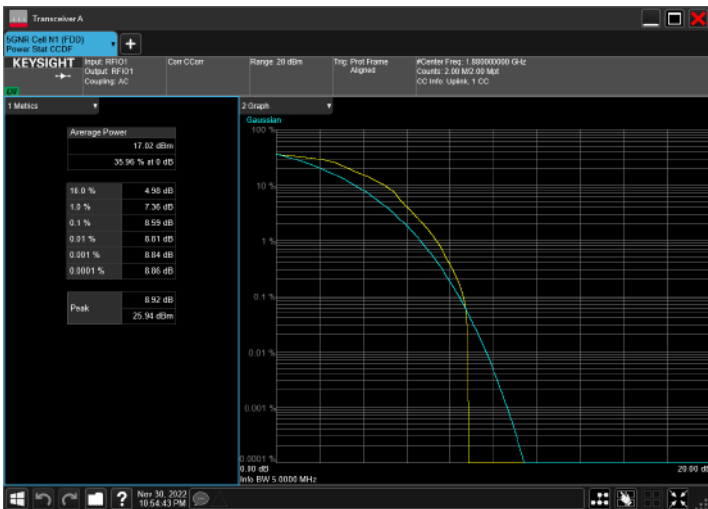 Transceiver A
5GNR Cell N1 (FDD)
Power Stat CCDF
KEYSIGHT
Input: RFIO1
Output: RFIO1
Coupling: AC
Corr CCorr
Range: 20 dBm
Trig: Prot Frame
Aligned
#Center Freq: 1.880000000 GHz
Counts: 2.00 M/2.00 Mpt
CC Info: Uplink, 1 CC
1 Metrics
Average Power
17.02 dBm
35.96 % at 0 dB
10.0 % 4.98 dB
1.0 % 7.36 dB
0.1 % 8.59 dB
0.01 % 8.81 dB
0.001 % 8.84 dB
0.0001 % 8.86 dB
Peak
8.92 dB
25.94 dBm
2 Graph
Gaussian
100 %
10 %
1 %
0.1 %
0.01 %
0.001 %
0.0001 %
0.00 dB
20.00 dB
Info BW 5.0000 MHz
Nov 30, 2022
10:54:43 PM